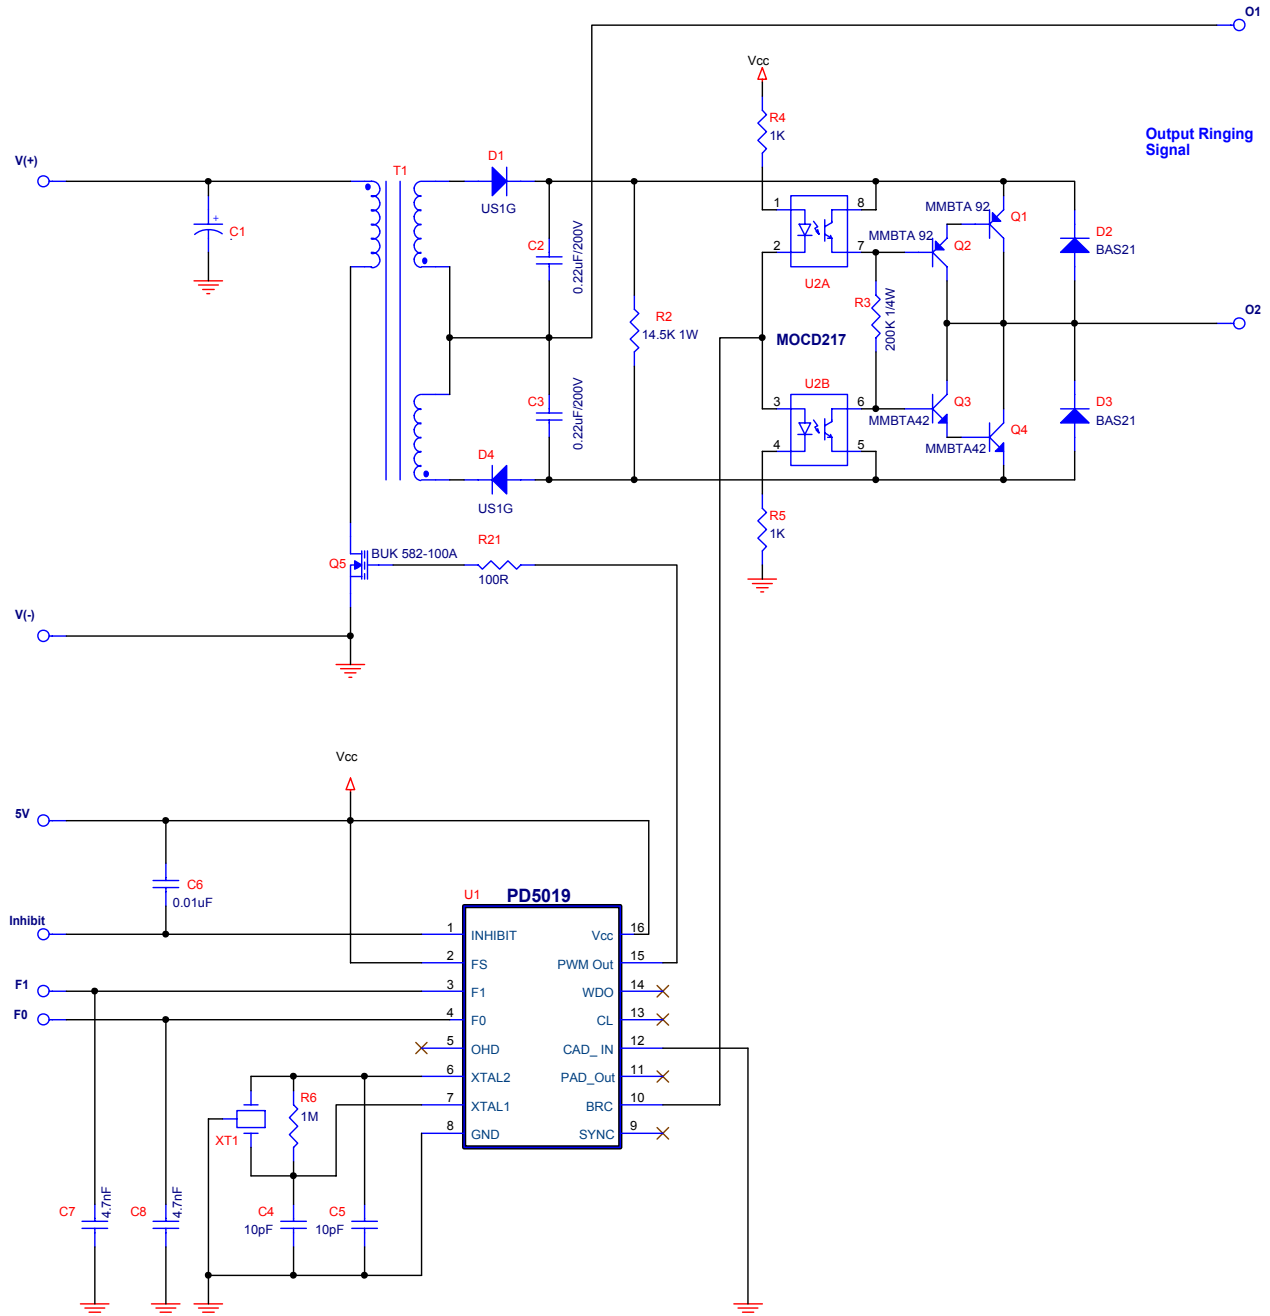 O1
Vcc
R4
1K
Output Ringing
Signal
V(+)
T1
D1
US1G
1
8
MMBTA 92
Q1
+
C1
C2
0.22uF/200V
2
7
MMBTA 92
Q2
D2
BAS21
U2A
R2
14.5K 1W
R3
200K 1/4W
MOCD217
O2
U2B
C3
0.22uF/200V
3
6
Q3
MMBTA42
D3
BAS21
Q4
MMBTA42
4
5
D4
US1G
R5
1K
R21
100R
Q5
BUK 582-100A
V(-)
Vcc
5V
C6
0.01uF
U1
PD5019
Inhibit
1
INHIBIT
Vcc
16
2
FS
PWM Out
15
F1
3
F1
WDO
14
F0
4
F0
CL
13
5
OHD
CAD_ IN
12
6
XTAL2
PAD_Out
11
R6
1M
7
XTAL1
BRC
10
XT1
8
GND
SYNC
9
C7
4.7nF
C8
4.7nF
C4
10pF
C5
10pF